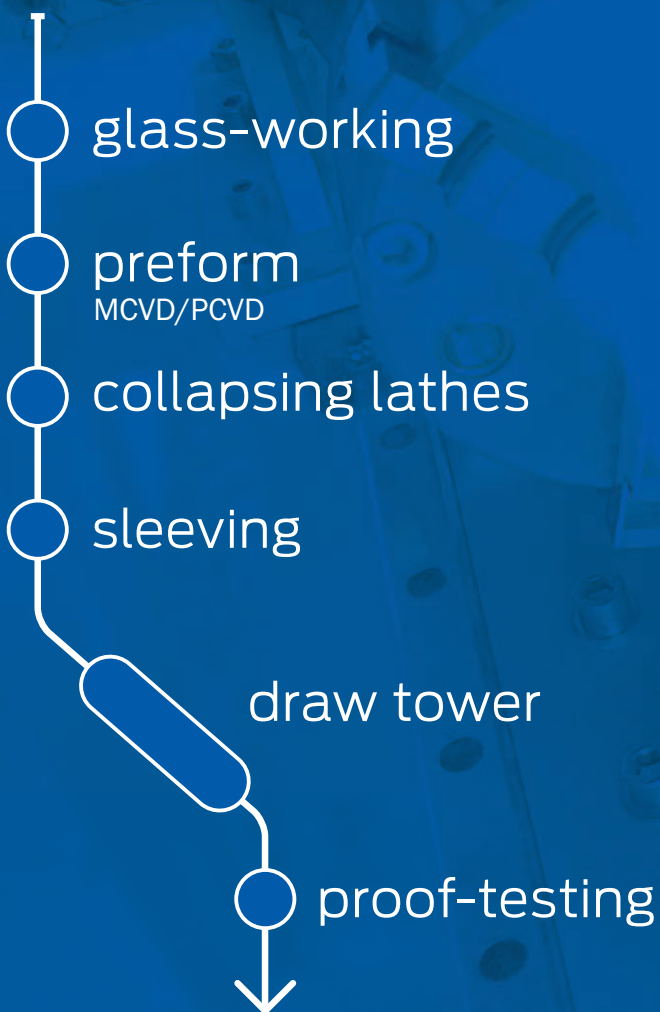 glass-working
preform
MCVD/PCVD
collapsing lathes
sleeving
draw tower
proof-testing